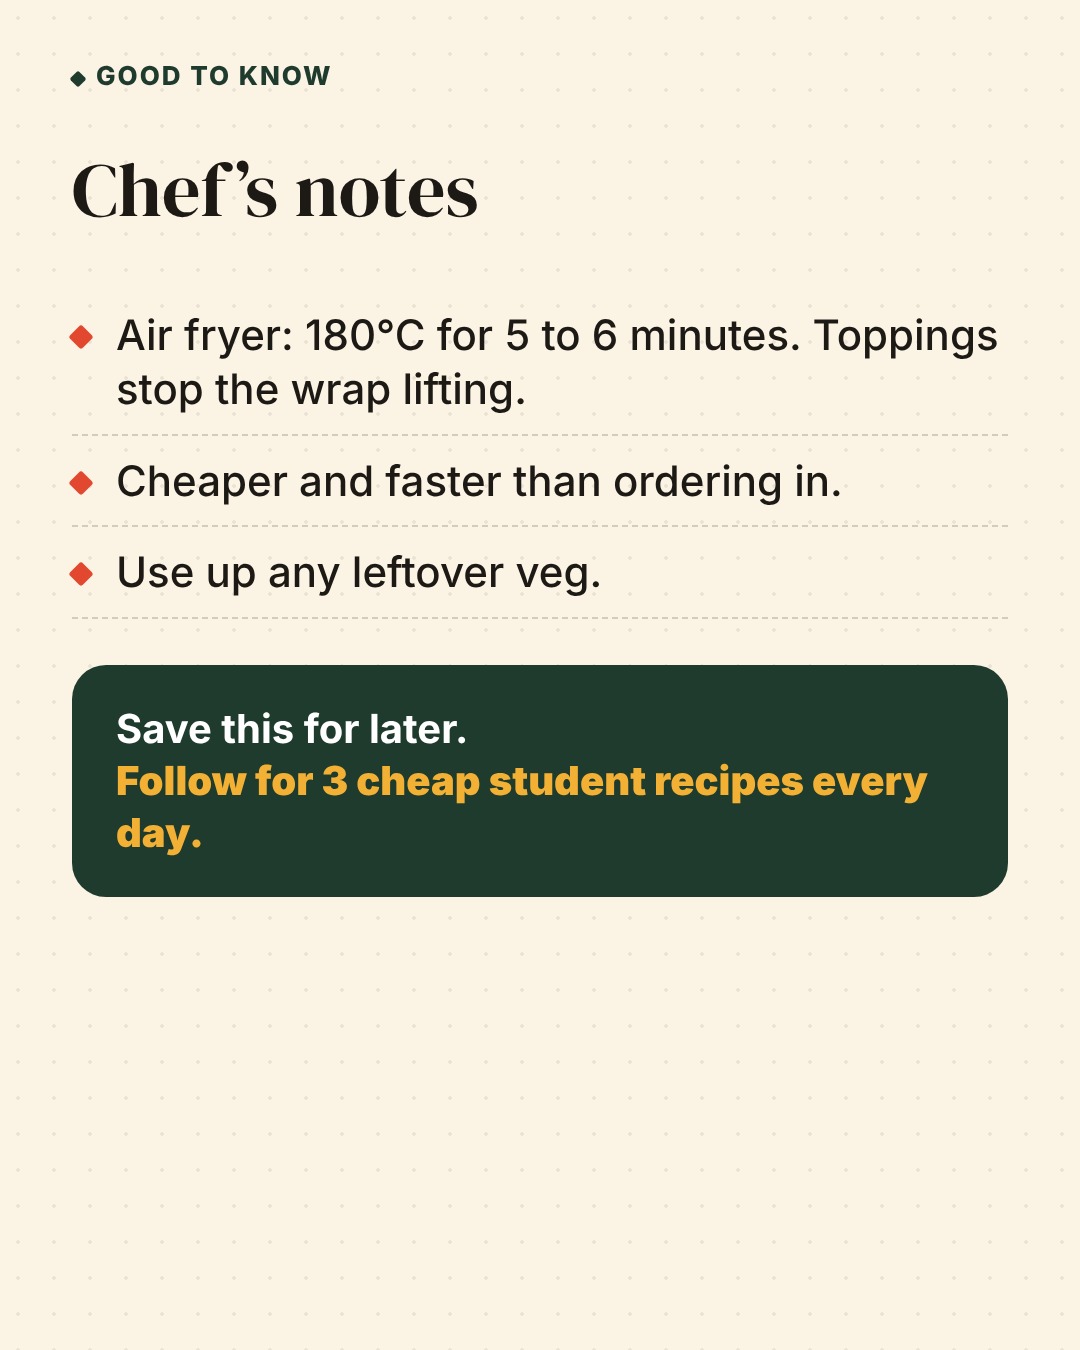 GOOD TO KNOW
Chef’s notes
Air fryer: 180°C for 5 to 6 minutes. Toppings
stop the wrap lifting.
Cheaper and faster than ordering in.
Use up any leftover veg.
Save this for later.
Follow for 3 cheap student recipes every
day.